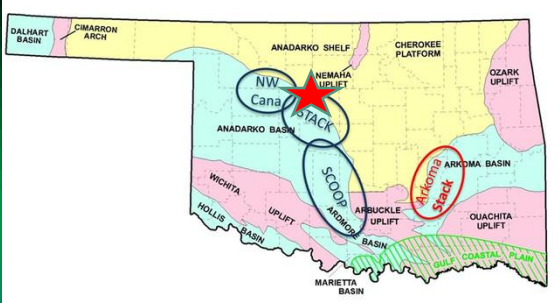 DALHART
BASIN
CIMARRON
ARCH
ANADARKO SHELF
CHEROKEE
PLATFORM
NEMAHA
UPLIFT
OZARK
UPLIFT
NW
Cana
STACK
ANADARKO BASIN
SCOOP
Arkoma
Stack
ARKOMA BASIN
WICHITA
UPLIFT
HOLLIS BASIN
ARDMORE BASIN
ARBUCKLE
UPLIFT
OUACHITA
UPLIFT
GULF COASTAL PLAIN
MARIETTA
BASIN